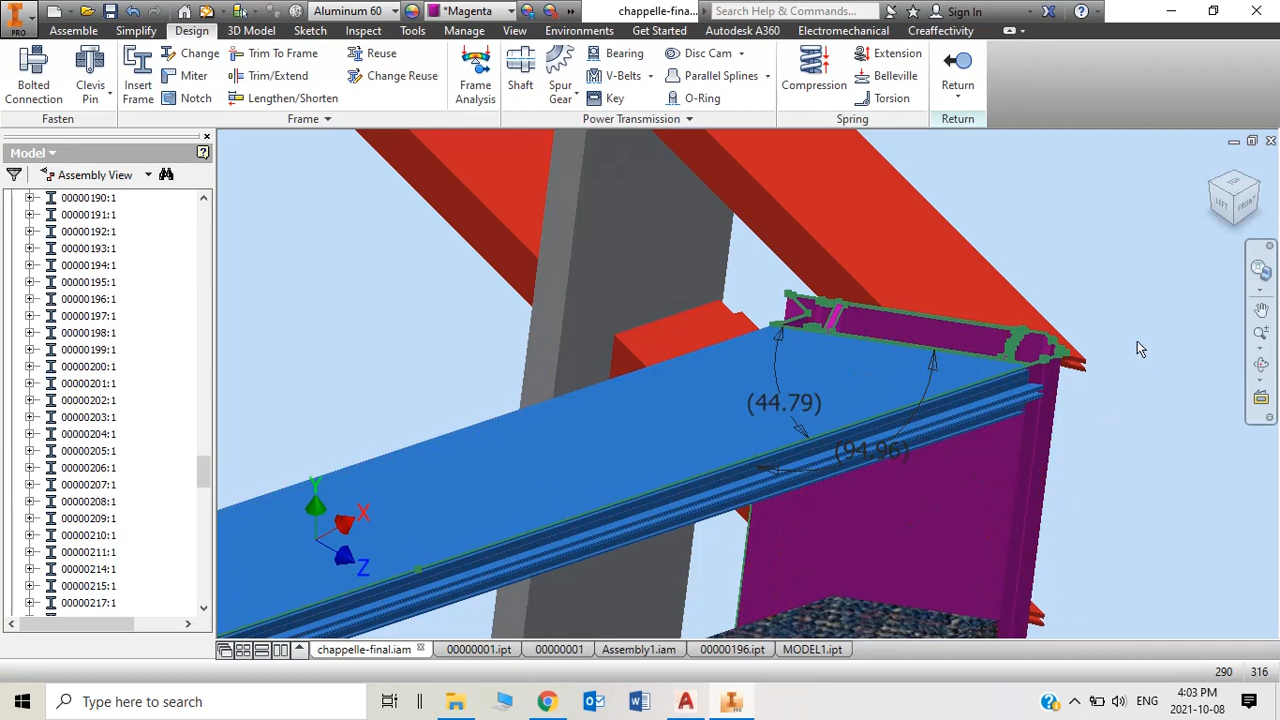 PRO
Aluminum 60
*Magenta
chappelle-final...
Search Help & Commands...
Sign In
Assemble
Simplify
Design
3D Model
Sketch
Inspect
Tools
Manage
View
Environments
Get Started
Autodesk A360
Electromechanical
Creaffectivity
Bolted
Connection
Clevis
Pin
Insert
Frame
Change
Miter
Notch
Trim To Frame
Trim/Extend
Lengthen/Shorten
Reuse
Change Reuse
Frame
Analysis
Shaft
Spur
Gear
Bearing
V-Belts
Key
Disc Cam
Parallel Splines
O-Ring
Compression
Extension
Belleville
Torsion
Return
Fasten
Frame
Power Transmission
Spring
Return
Model
Assembly View
00000190:1
00000191:1
00000192:1
00000193:1
00000194:1
00000195:1
00000196:1
00000197:1
00000198:1
00000199:1
00000200:1
00000201:1
00000202:1
00000203:1
00000204:1
00000205:1
00000206:1
00000207:1
00000208:1
00000209:1
00000210:1
00000211:1
00000214:1
00000215:1
00000217:1
TOP
LEFT
FRONT
(44.79)
(94.96)
Y
X
Z
chappelle-final.iam
00000001.ipt
00000001
Assembly1.iam
00000196.ipt
MODEL1.ipt
290
316
Type here to search
ENG
4:03 PM
2021-10-08